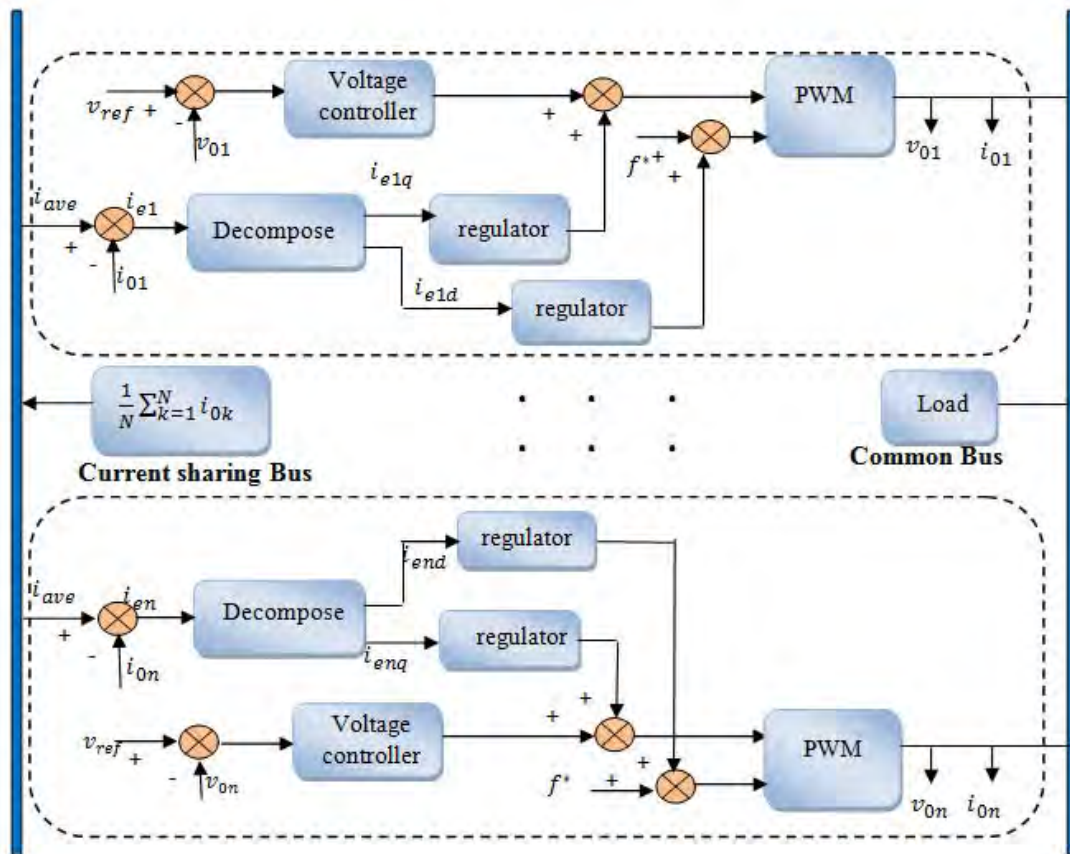 Voltage
controller
PWM
v_ref + -
v_01
+
+
f*+
+
v_01
i_01
i_ave
+
-
i_e1
i_01
Decompose
i_e1q
regulator
i_e1d
regulator
1/N ∑_{k=1}^{N} i_0k
Current sharing Bus
Load
Common Bus
i_end
regulator
i_ave
+
-
i_en
i_0n
Decompose
i_enq
regulator
v_ref
+
-
v_0n
Voltage
controller
+
+
+
f*
+
PWM
v_0n
i_0n